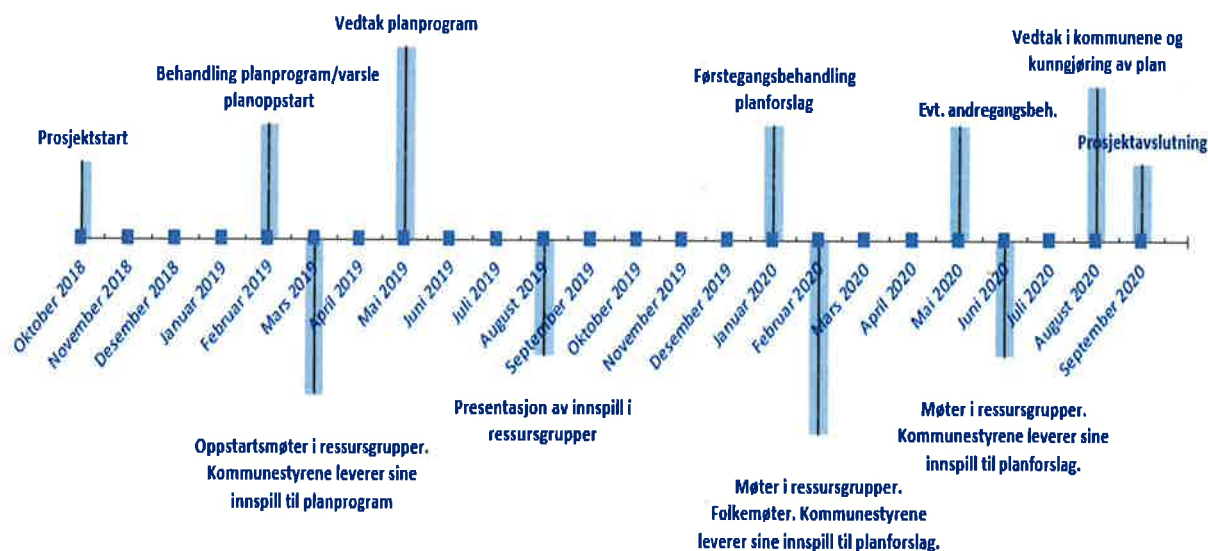 Vedtak planprogram
Behandling planprogram/varsle
planoppstart
Prosjektstart
Førstegangsbehandling
planforslag
Vedtak i kommunene og
kunngjøring av plan
Evt. andregangsbeh.
Prosjektavslutning
Oktober 2018
November 2018
Desember 2018
Januar 2019
Februar 2019
Mars 2019
April 2019
Mai 2019
Juni 2019
Juli 2019
August 2019
September 2019
Oktober 2019
November 2019
Desember 2019
Januar 2020
Februar 2020
Mars 2020
April 2020
Mai 2020
Juni 2020
Juli 2020
August 2020
September 2020
Oppstartsmøter i ressursgrupper.
Kommunestyrene leverer sine
innspill til planprogram
Presentasjon av innspill i
ressursgrupper
Møter i ressursgrupper.
Folkemøter. Kommunestyrene
leverer sine innspill til planforslag.
Møter i ressursgrupper.
Kommunestyrene leverer sine
innspill til planforslag.